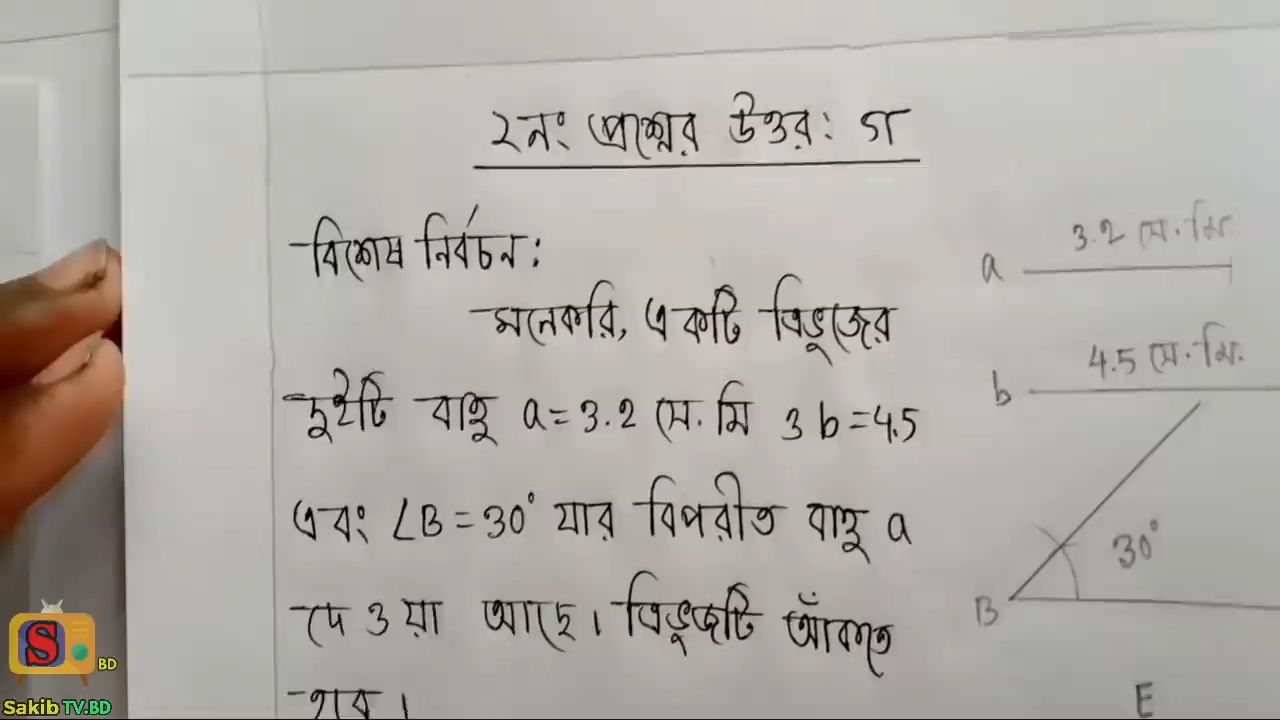 ২নং প্রশ্নের উত্তর: গ
বিশেষ নির্বচন:
মনেকরি, একটি ত্রিভুজের
দুইটি বাহু a=3.2 সে. মি ও b=4.5
এবং ∠B=30° যার বিপরীত বাহু a
দেওয়া আছে। ত্রিভুজটি আঁকতে
হবে।
3.2 সে. মি.
a
4.5 সে. মি.
b
30°
B
E
S
BD
Sakib TV.BD